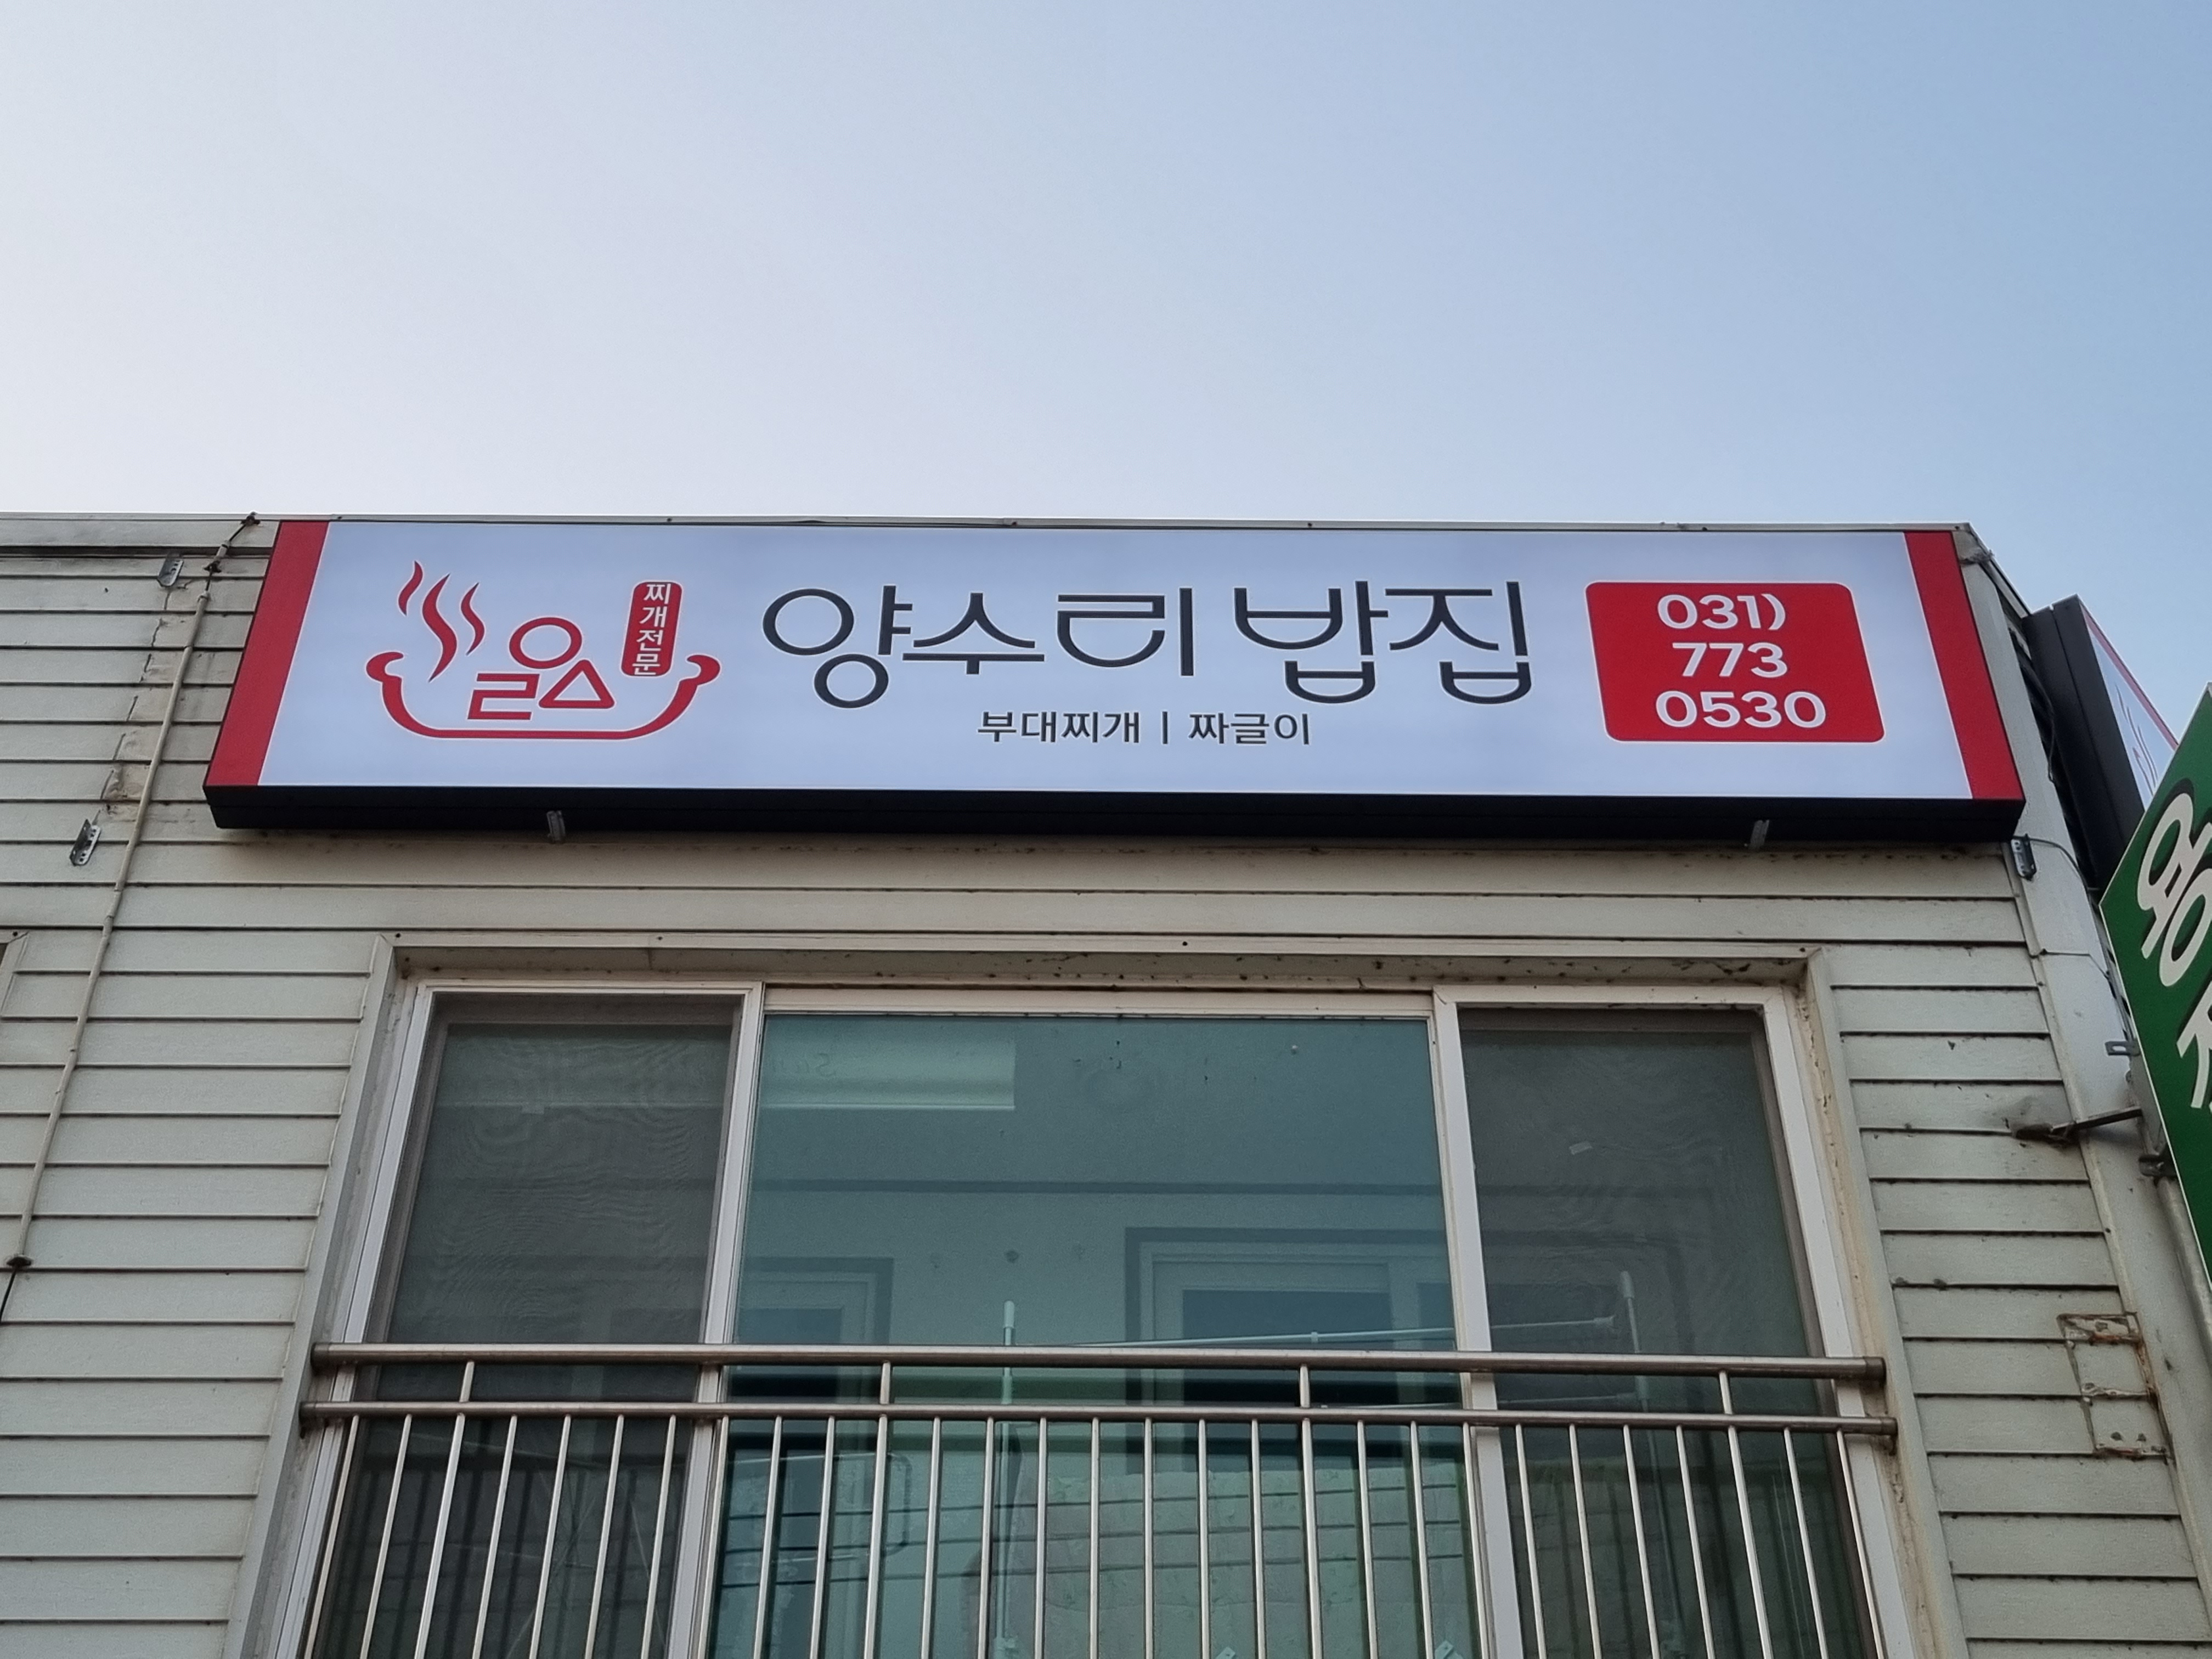 찌개전문
양수리 밥집
부대찌개 | 짜글이
031)
773
0530